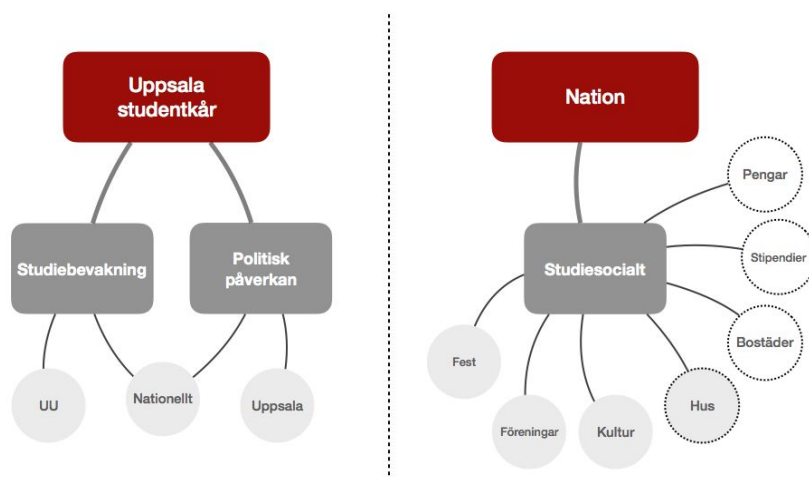 Uppsala
studentkår
Studiebevakning
Politisk
påverkan
UU
Nationellt
Uppsala
Nation
Studiesocialt
Pengar
Stipendier
Bostäder
Hus
Kultur
Föreningar
Fest